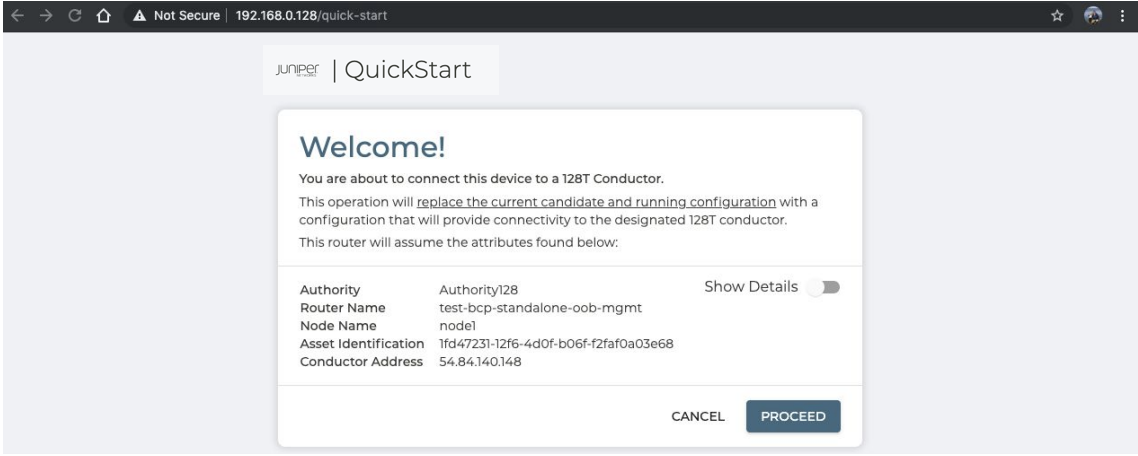 Not Secure | 192.168.0.128/quick-start
JUNIPER NETWORKS | QuickStart
Welcome!
You are about to connect this device to a 128T Conductor.
This operation will replace the current candidate and running configuration with a
configuration that will provide connectivity to the designated 128T conductor.
This router will assume the attributes found below:
Authority Authority128 Show Details
Router Name test-bcp-standalone-oob-mgmt
Node Name node1
Asset Identification 1fd47231-12f6-4d0f-b06f-f2faf0a03e68
Conductor Address 54.84.140.148
CANCEL PROCEED